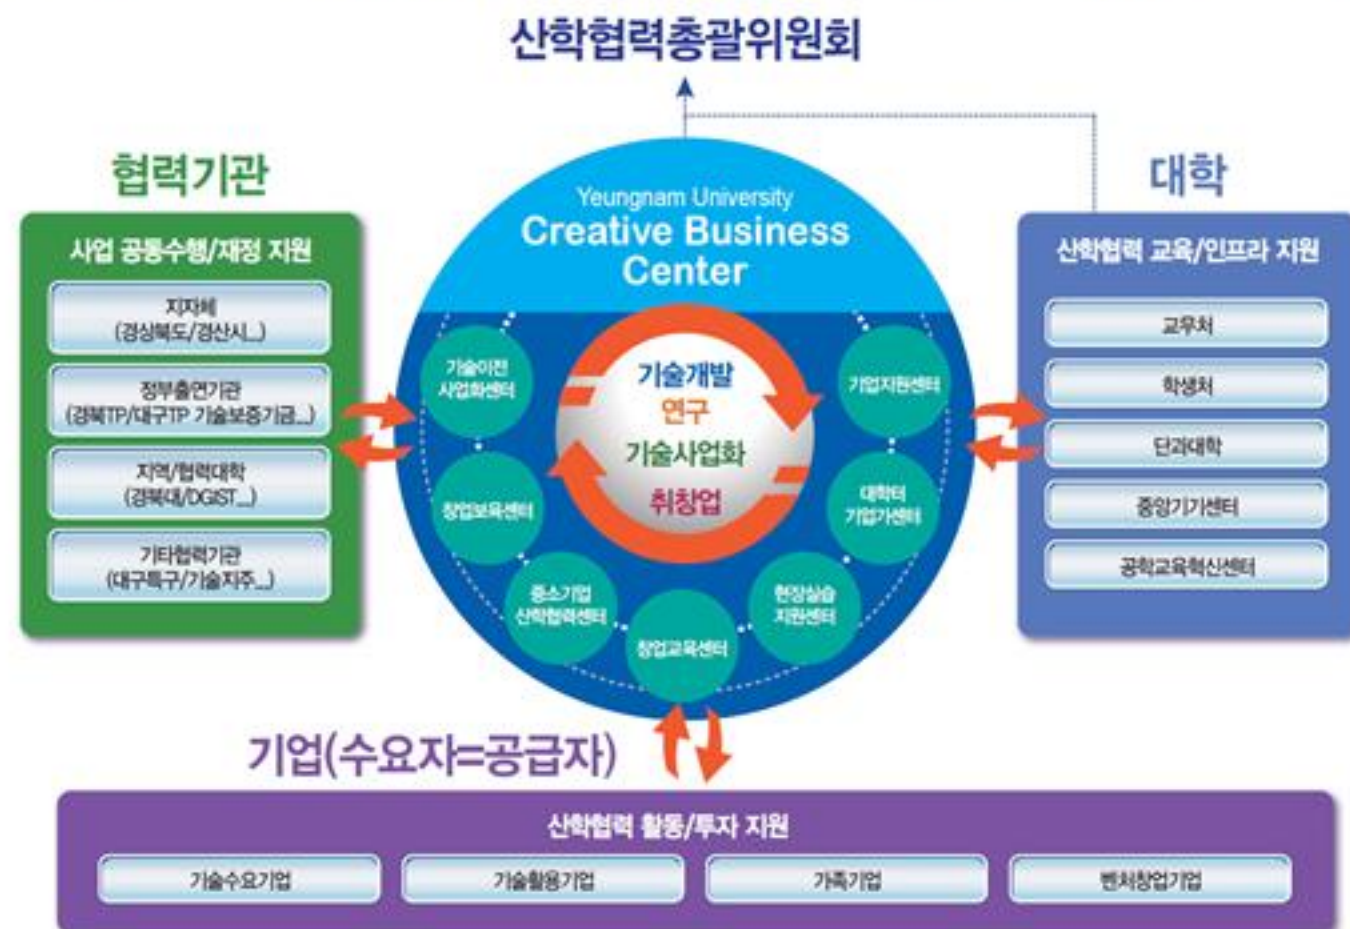 산학협력총괄위원회
협력기관
사업 공통수행/재정 지원
지자체
(경상북도/경산시...)
정부출연기관
(경북TP/대구TP 기술보증기금...)
지역/협력대학
(경북대/DGIST...)
기타협력기관
(대구특구/기술지주...)
Yeungnam University
Creative Business
Center
기술개발
연구
기술사업화
취창업
기술이전
사업화센터
창업보육센터
중소기업
산학협력센터
창업교육센터
현장실습
지원센터
대학터
기업가센터
기업지원센터
대학
산학협력 교육/인프라 지원
교무처
학생처
단과대학
중앙기기센터
공학교육혁신센터
기업(수요자=공급자)
산학협력 활동/투자 지원
기술수요기업
기술활용기업
가족기업
벤처창업기업